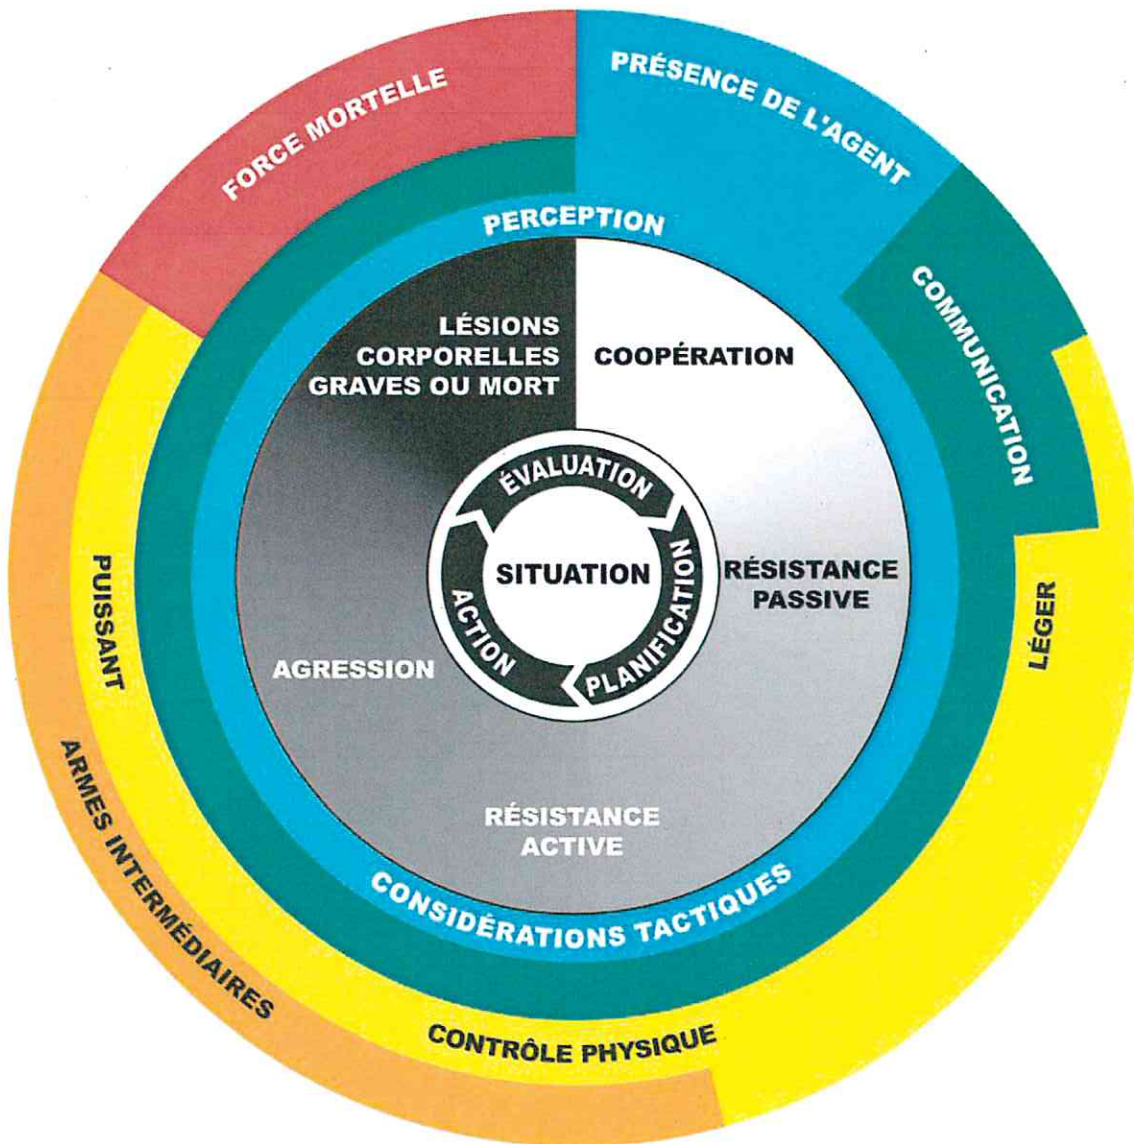 FORCE MORTELLE
PRÉSENCE DE L'AGENT
COMMUNICATION
PERCEPTION
LÉSIONS
CORPORELLES
GRAVES OU MORT
COOPÉRATION
ÉVALUATION
SITUATION
PLANIFICATION
ACTION
RÉSISTANCE
PASSIVE
LÉGER
PUISSANT
AGRESSION
RÉSISTANCE
ACTIVE
CONSIDÉRATIONS TACTIQUES
ARMES INTERMÉDIAIRES
CONTRÔLE PHYSIQUE